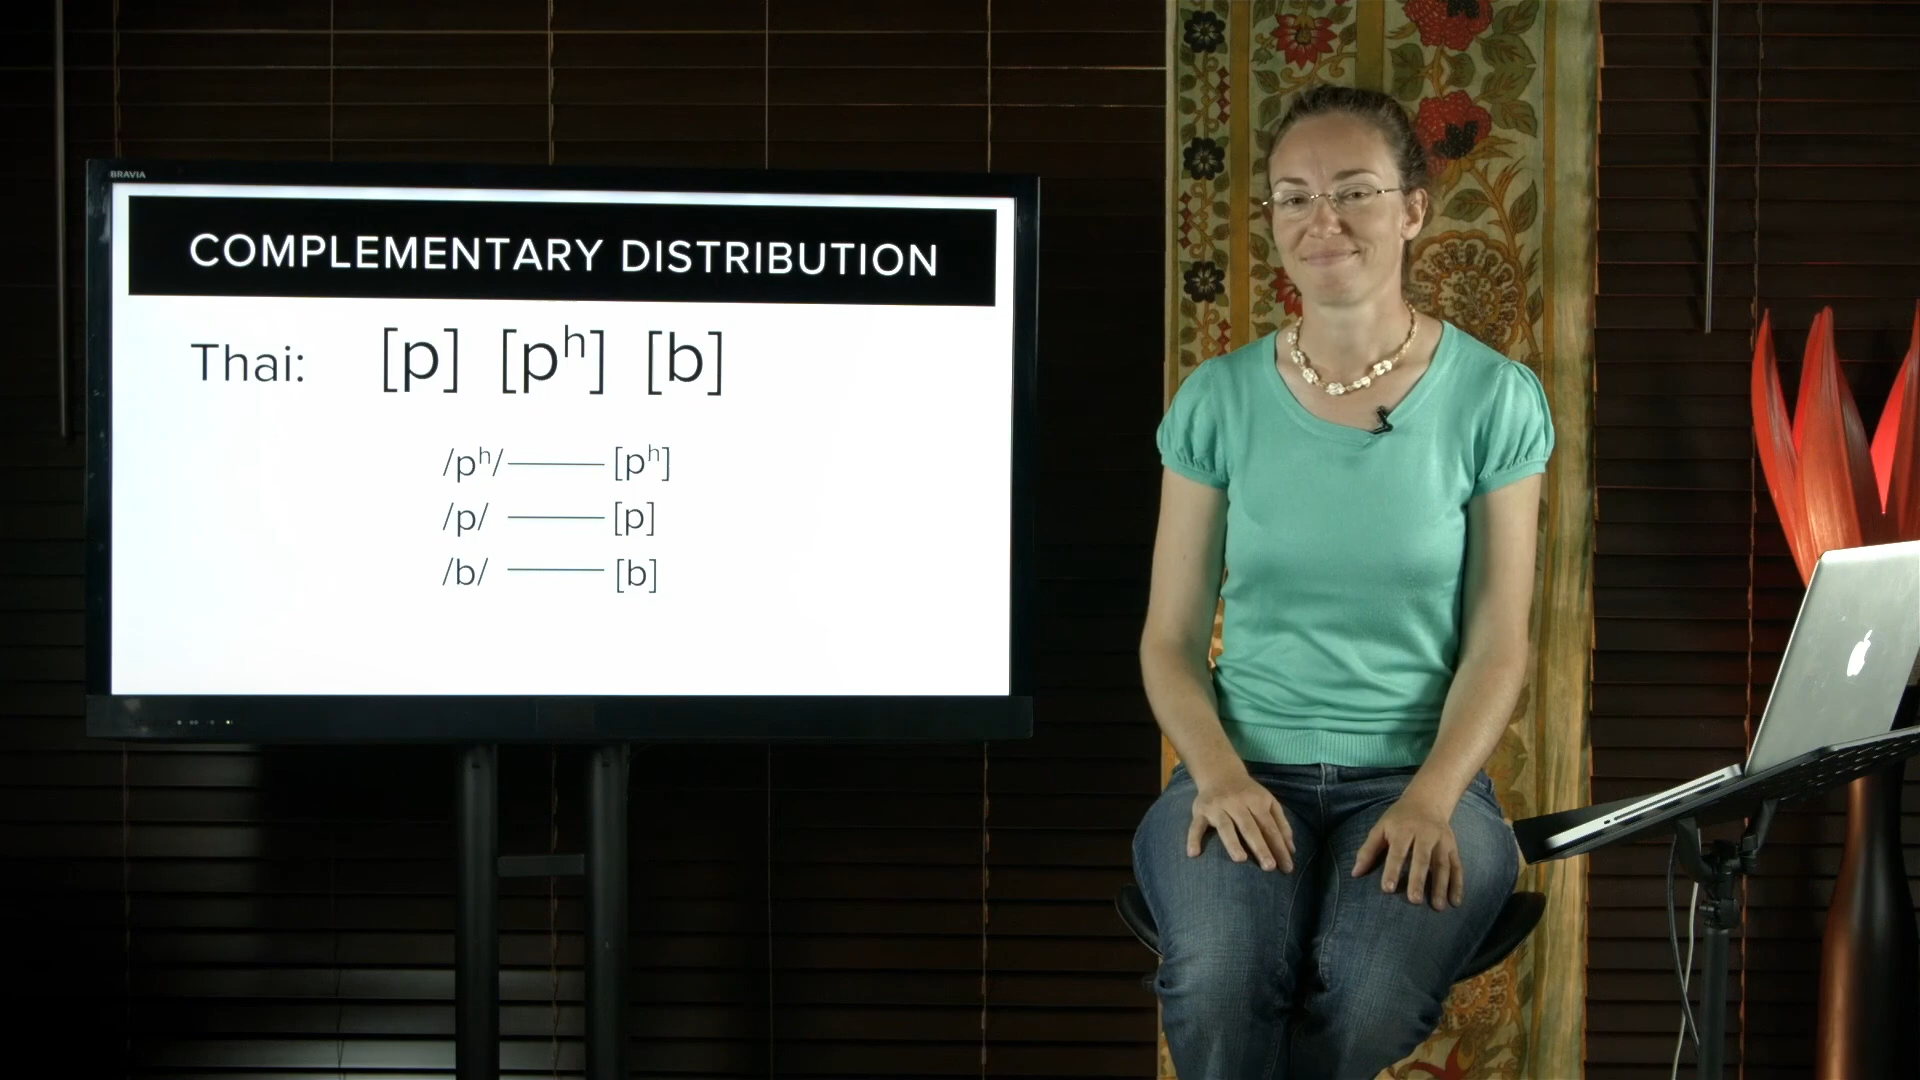 BRAVIA
COMPLEMENTARY DISTRIBUTION
Thai: [p] [pʰ] [b]
/pʰ/ —— [pʰ]
/p/ —— [p]
/b/ —— [b]